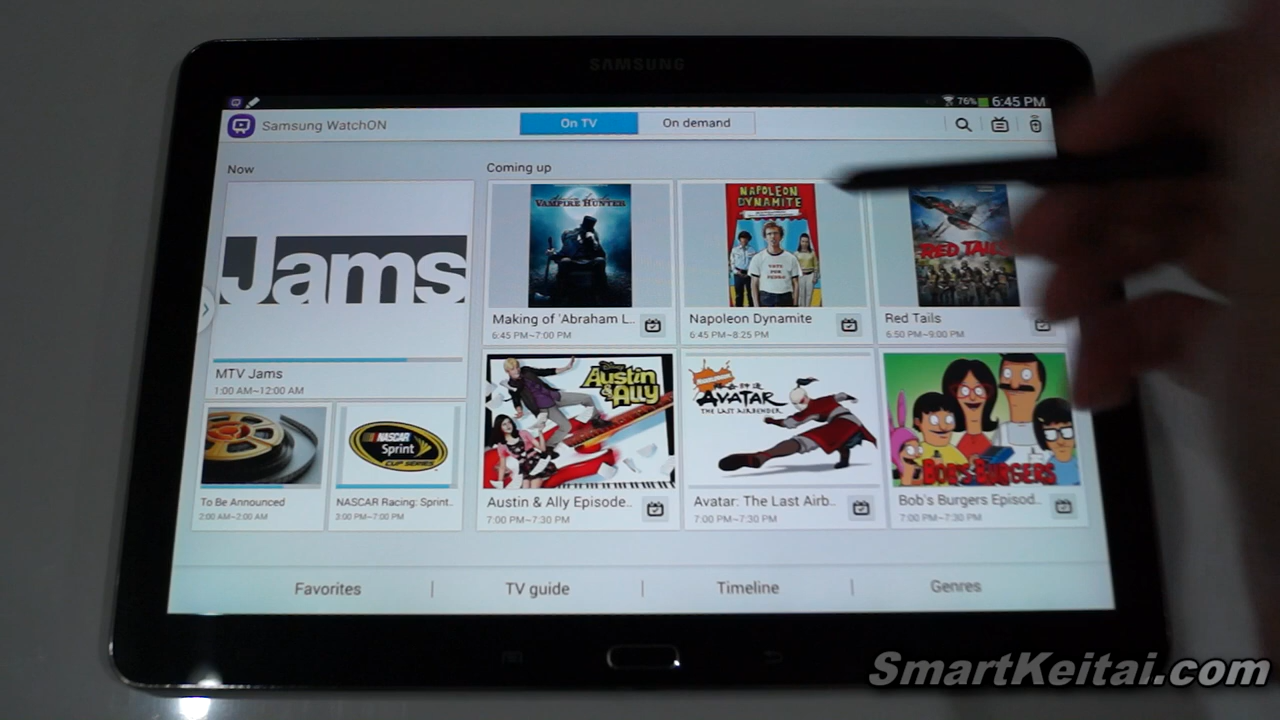 SAMSUNG
76% 6:45 PM
Samsung WatchON
On TV
On demand
Now
Coming up
Jams
MTV Jams
1:00 AM~12:00 AM
To Be Announced
2:00 AM~2:00 AM
NASCAR
Sprint
CUP SERIES
NASCAR Racing: Sprint..
3:00 PM~7:00 PM
VAMPIRE HUNTER
Making of 'Abraham L..
6:45 PM~7:00 PM
NAPOLEON
DYNAMITE
VOTE
FOR
PEDRO
Napoleon Dynamite
6:45 PM~8:25 PM
RED TAILS
Red Tails
6:50 PM~9:00 PM
Disney
Austin
& Ally
Austin & Ally Episode..
7:00 PM~7:30 PM
NICKELODEON
AVATAR
THE LAST AIRBENDER
Avatar: The Last Airb..
7:00 PM~7:30 PM
BOB'S BURGERS
Bob's Burgers Episod..
7:00 PM~7:30 PM
Favorites
TV guide
Timeline
Genres
SmartKeitai.com